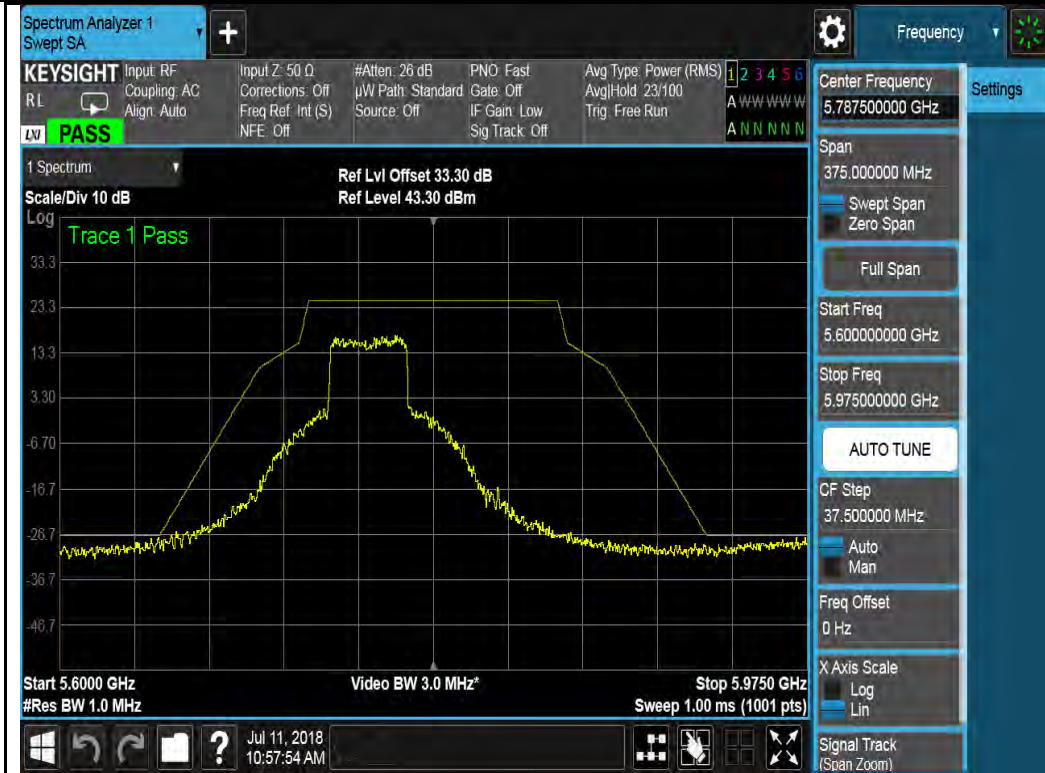 Spectrum Analyzer 1
Swept SA
+
Frequency
KEYSIGHT
R L
LXI PASS
Input: RF
Coupling: AC
Align: Auto
Input Z: 50 Ω
Corrections: Off
Freq Ref: Int (S)
NFE: Off
#Atten: 26 dB
µW Path: Standard
Source: Off
PNO: Fast
Gate: Off
IF Gain: Low
Sig Track: Off
Avg Type: Power (RMS)
Avg|Hold: 23/100
Trig: Free Run
1 2 3 4 5 6
A W W W W W
A N N N N N
1 Spectrum
Scale/Div 10 dB
Ref Lvl Offset 33.30 dB
Ref Level 43.30 dBm
Log
Trace 1 Pass
33.3
23.3
13.3
3.30
-6.70
-16.7
-26.7
-36.7
-46.7
Start 5.6000 GHz
#Res BW 1.0 MHz
Video BW 3.0 MHz*
Stop 5.9750 GHz
Sweep 1.00 ms (1001 pts)
?
Jul 11, 2018
10:57:54 AM
Center Frequency
5.787500000 GHz
Span
375.000000 MHz
Swept Span
Zero Span
Full Span
Start Freq
5.600000000 GHz
Stop Freq
5.975000000 GHz
AUTO TUNE
CF Step
37.500000 MHz
Auto
Man
Freq Offset
0 Hz
X Axis Scale
Log
Lin
Signal Track
(Span Zoom)
Settings